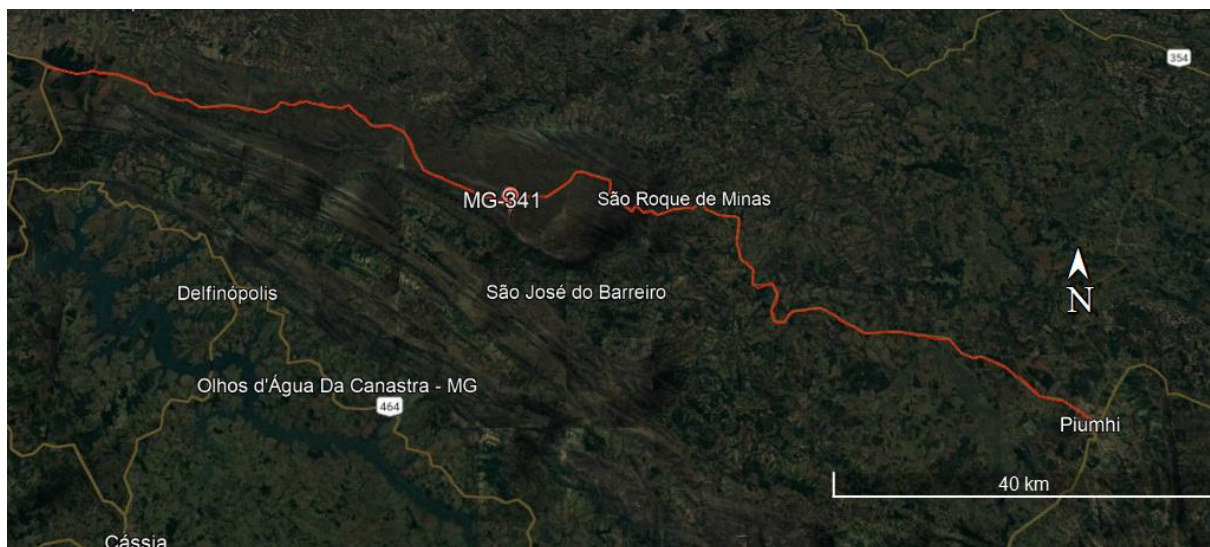 354
MG-341
São Roque de Minas
Delfinópolis
São José do Barreiro
N
Olhos d'Água Da Canastra - MG
464
Piumhi
40 km
Cássia